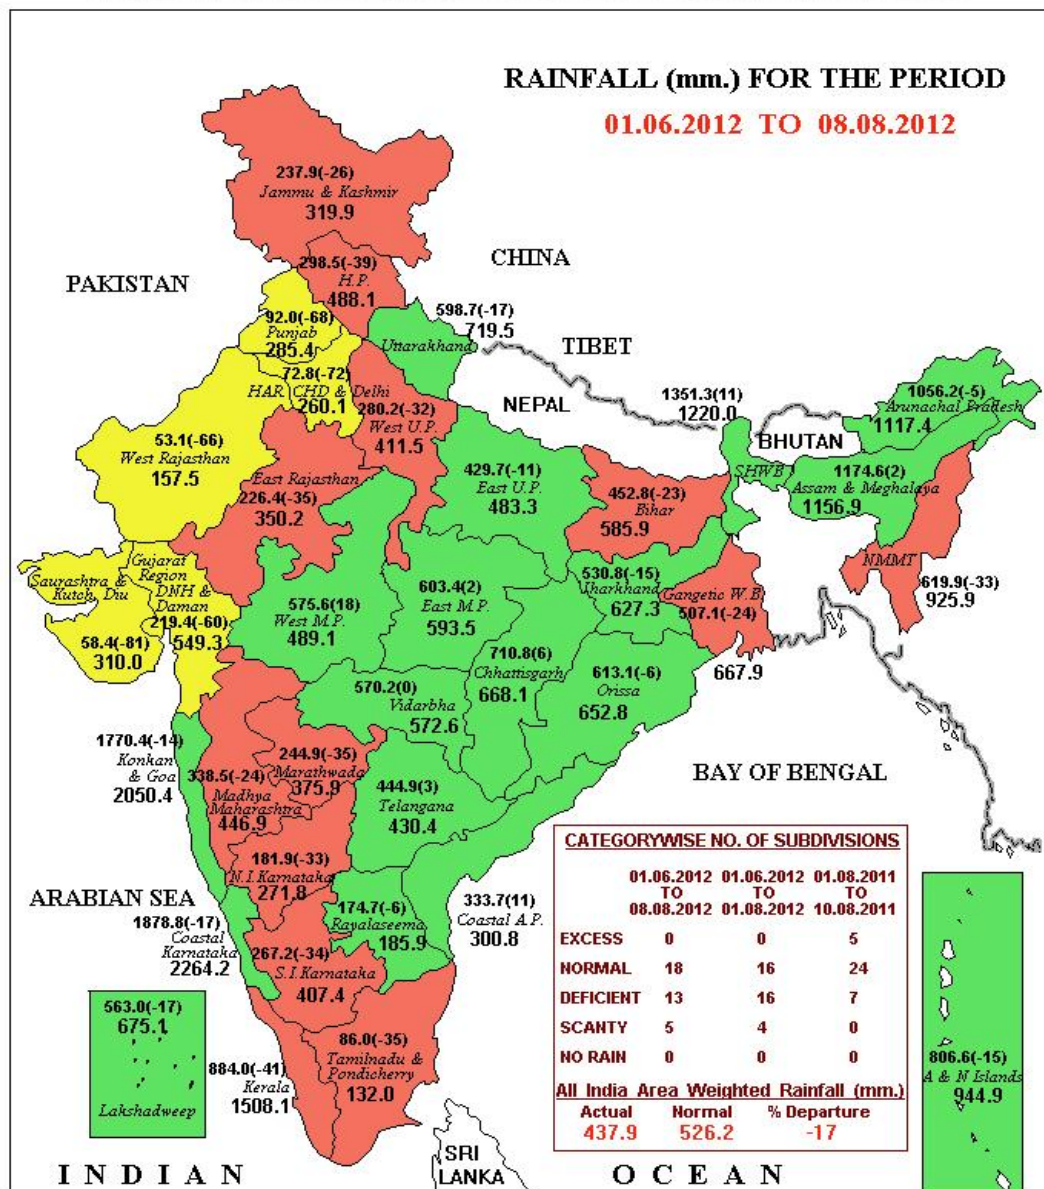 RAINFALL (mm.) FOR THE PERIOD
01.06.2012 TO 08.08.2012
237.9(-26)
Jammu & Kashmir
319.9
CHINA
298.5(-39)
H.P.
488.1
PAKISTAN
92.0(-68)
Punjab
285.4
598.7(-17)
719.5
Uttarakhand
TIBET
72.8(-72)
HAR CHD & Delhi
260.1
280.2(-32)
West U.P.
411.5
NEPAL
1351.3(11)
1220.0
SHWB
BHUTAN
1056.2(-5)
Arunachal Pradesh
1117.4
53.1(-66)
West Rajasthan
157.5
East Rajasthan
226.4(-35)
350.2
429.7(-11)
East U.P.
483.3
452.8(-23)
Bihar
585.9
1174.6(2)
Assam & Meghalaya
1156.9
NMMT
619.9(-33)
925.9
Saurashtra &
Kutch, Diu
58.4(-81)
310.0
Gujarat
Region
DNH &
Daman
219.4(-60)
549.3
575.6(18)
West M.P.
489.1
603.4(2)
East M.P.
593.5
530.8(-15)
Jharkhand
627.3
Gangetic W.B
507.1(-24)
667.9
710.8(6)
Chhattisgarh
668.1
613.1(-6)
Orissa
652.8
570.2(0)
Vidarbha
572.6
1770.4(-14)
Konkan
& Goa
2050.4
338.5(-24)
Madhya
Maharashtra
446.9
244.9(-35)
Marathwada
375.9
444.9(3)
Telangana
430.4
BAY OF BENGAL
181.9(-33)
N.I.Karnataka
271.8
ARABIAN SEA
1878.8(-17)
Coastal
Karnataka
2264.2
174.7(-6)
Rayalaseema
185.9
333.7(11)
Coastal A.P.
300.8
267.2(-34)
S.I.Karnataka
407.4
563.0(-17)
675.1
Lakshadweep
884.0(-41)
Kerala
1508.1
86.0(-35)
Tamilnadu &
Pondicherry
132.0
CATEGORYWISE NO. OF SUBDIVISIONS
01.06.2012 01.06.2012 01.08.2011
TO TO TO
08.08.2012 01.08.2012 10.08.2011
EXCESS 0 0 5
NORMAL 18 16 24
DEFICIENT 13 16 7
SCANTY 5 4 0
NO RAIN 0 0 0
All India Area Weighted Rainfall (mm.)
Actual Normal % Departure
437.9 526.2 -17
806.6(-15)
A & N Islands
944.9
SRI
LANKA
INDIAN OCEAN